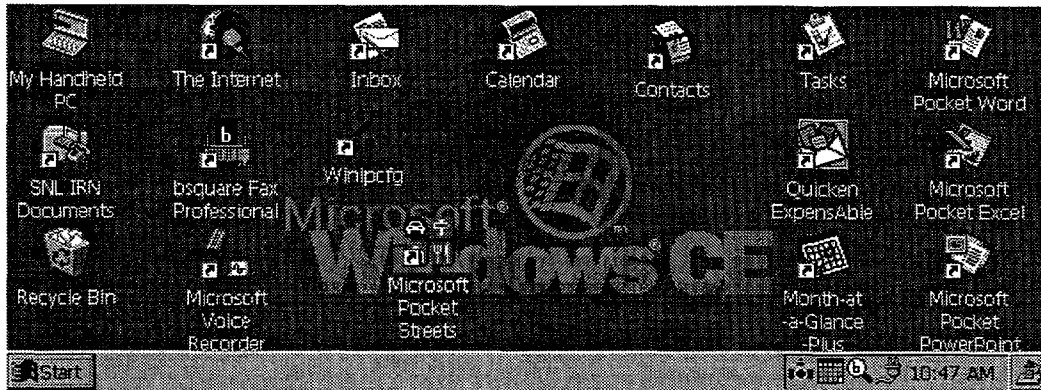 My Handheld
PC
The Internet
Inbox
Calendar
Contacts
Tasks
Microsoft
Pocket Word
SNL IRN
Documents
b
bsquare Fax
Professional
Winipcfg
Quicken
ExpensAble
Microsoft
Pocket Excel
Microsoft®
Windows® CE
TM
Recycle Bin
Microsoft
Voice
Recorder
Microsoft
Pocket
Streets
Month-at
-a-Glance
-Plus
Microsoft
Pocket
PowerPoint
Start
b
10:47 AM